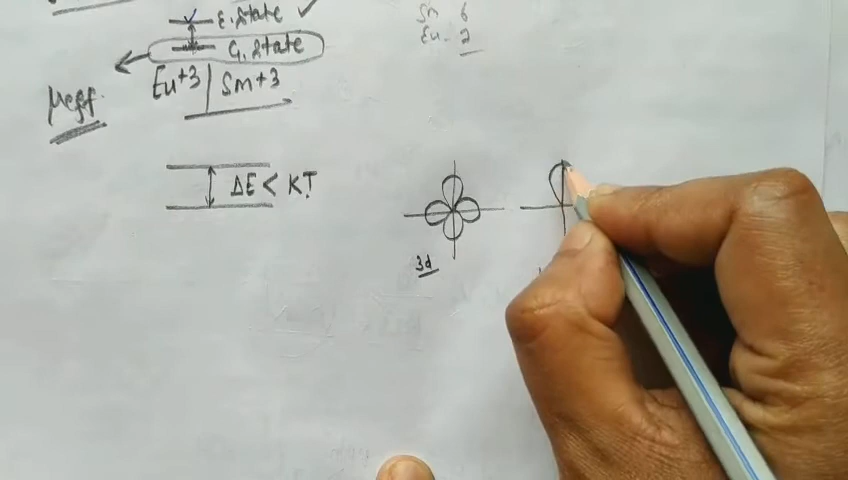 E. State ✓
G. State
Eu+3 | Sm+3
μeff.
Sm 6
Eu - 7
ΔE < KT
3d